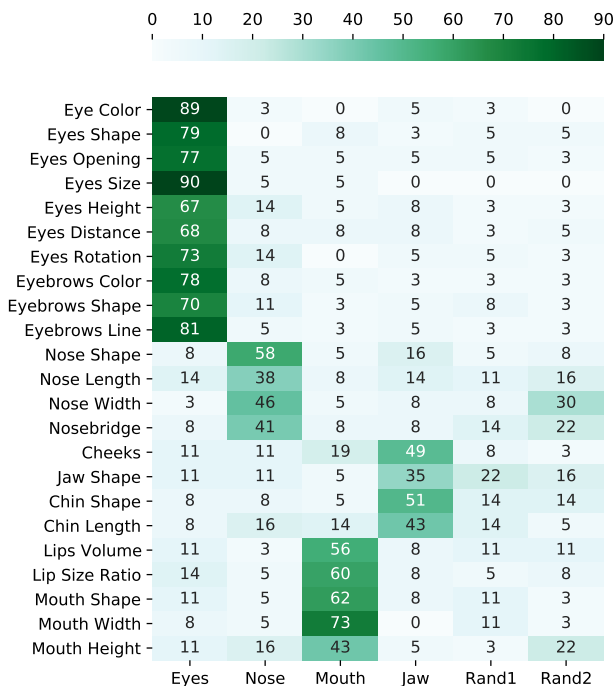 0 10 20 30 40 50 60 70 80 90
Eye Color 89 3 0 5 3 0
Eyes Shape 79 0 8 3 5 5
Eyes Opening 77 5 5 5 5 3
Eyes Size 90 5 5 0 0 0
Eyes Height 67 14 5 8 3 3
Eyes Distance 68 8 8 8 3 5
Eyes Rotation 73 14 0 5 5 3
Eyebrows Color 78 8 5 3 3 3
Eyebrows Shape 70 11 3 5 8 3
Eyebrows Line 81 5 3 5 3 3
Nose Shape 8 58 5 16 5 8
Nose Length 14 38 8 14 11 16
Nose Width 3 46 5 8 8 30
Nosebridge 8 41 8 8 14 22
Cheeks 11 11 19 49 8 3
Jaw Shape 11 11 5 35 22 16
Chin Shape 8 8 5 51 14 14
Chin Length 8 16 14 43 14 5
Lips Volume 11 3 56 8 11 11
Lip Size Ratio 14 5 60 8 5 8
Mouth Shape 11 5 62 8 11 3
Mouth Width 8 5 73 0 11 3
Mouth Height 11 16 43 5 3 22
Eyes Nose Mouth Jaw Rand1 Rand2